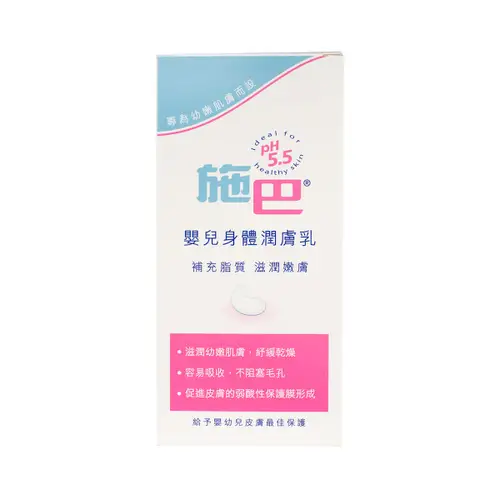 專為幼嫩肌膚而設
ideal for
pH
5.5
healthy skin
施巴®
嬰兒身體潤膚乳
補充脂質 滋潤嫩膚
• 滋潤幼嫩肌膚，紓緩乾燥
• 容易吸收，不阻塞毛孔
• 促進皮膚的弱酸性保護膜形成
給予嬰幼兒皮膚最佳保護